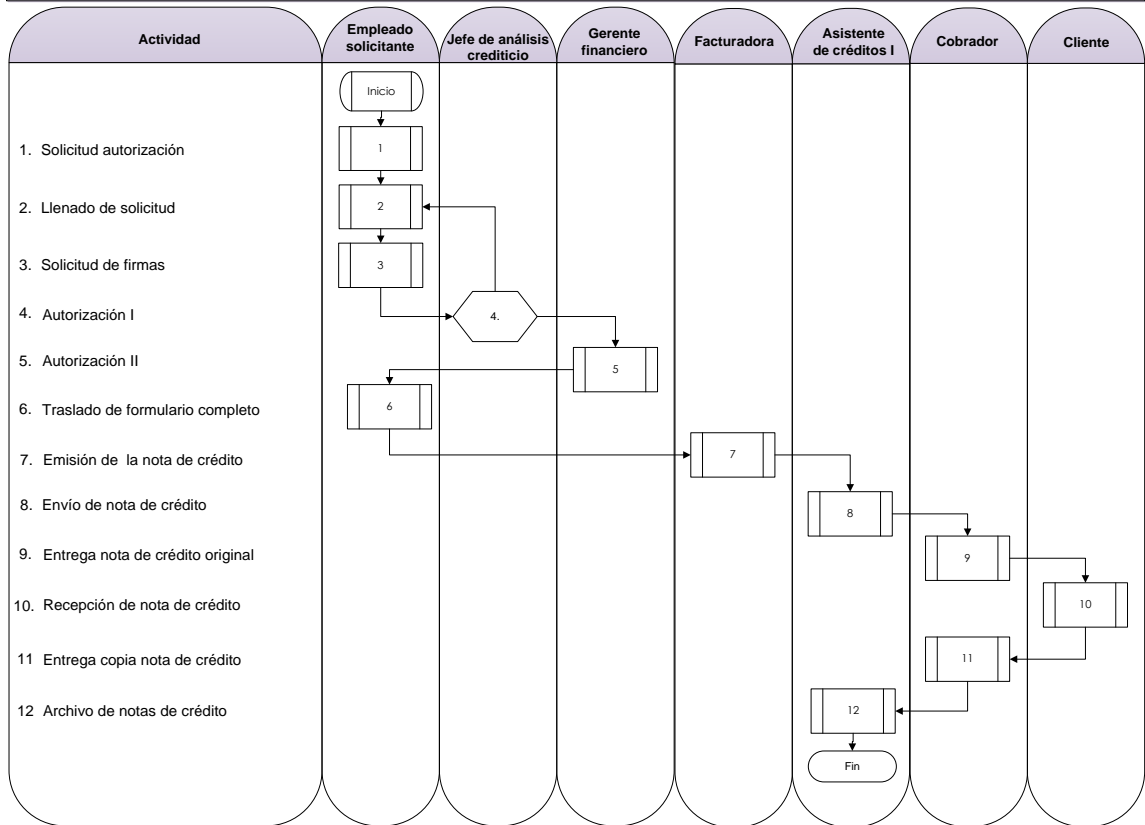 Actividad
Empleado
solicitante
Jefe de análisis
crediticio
Gerente
financiero
Facturadora
Asistente
de créditos I
Cobrador
Cliente
Inicio
1. Solicitud autorización
1
2. Llenado de solicitud
2
3. Solicitud de firmas
3
4. Autorización I
4.
5. Autorización II
5
6. Traslado de formulario completo
6
7. Emisión de la nota de crédito
7
8. Envío de nota de crédito
8
9. Entrega nota de crédito original
9
10. Recepción de nota de crédito
10
11 Entrega copia nota de crédito
11
12 Archivo de notas de crédito
12
Fin